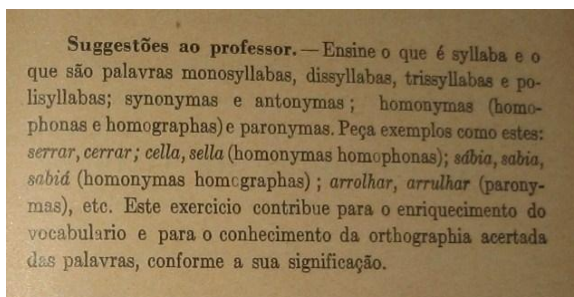 Suggestões ao professor.—Ensine o que é syllaba e o
que são palavras monosyllabas, dissyllabas, trissyllabas e po-
lisyllabas; synonymas e antonymas; homonymas (homo-
phonas e homographas) e paronymas. Peça exemplos como estes:
serrar, cerrar; cella, sella (homonymas homophonas); sábia, sabia,
sabiá (homonymas homographas); arrolhar, arrulhar (parony-
mas), etc. Este exercicio contribue para o enriquecimento do
vocabulario e para o conhecimento da orthographia acertada
das palavras, conforme a sua significação.